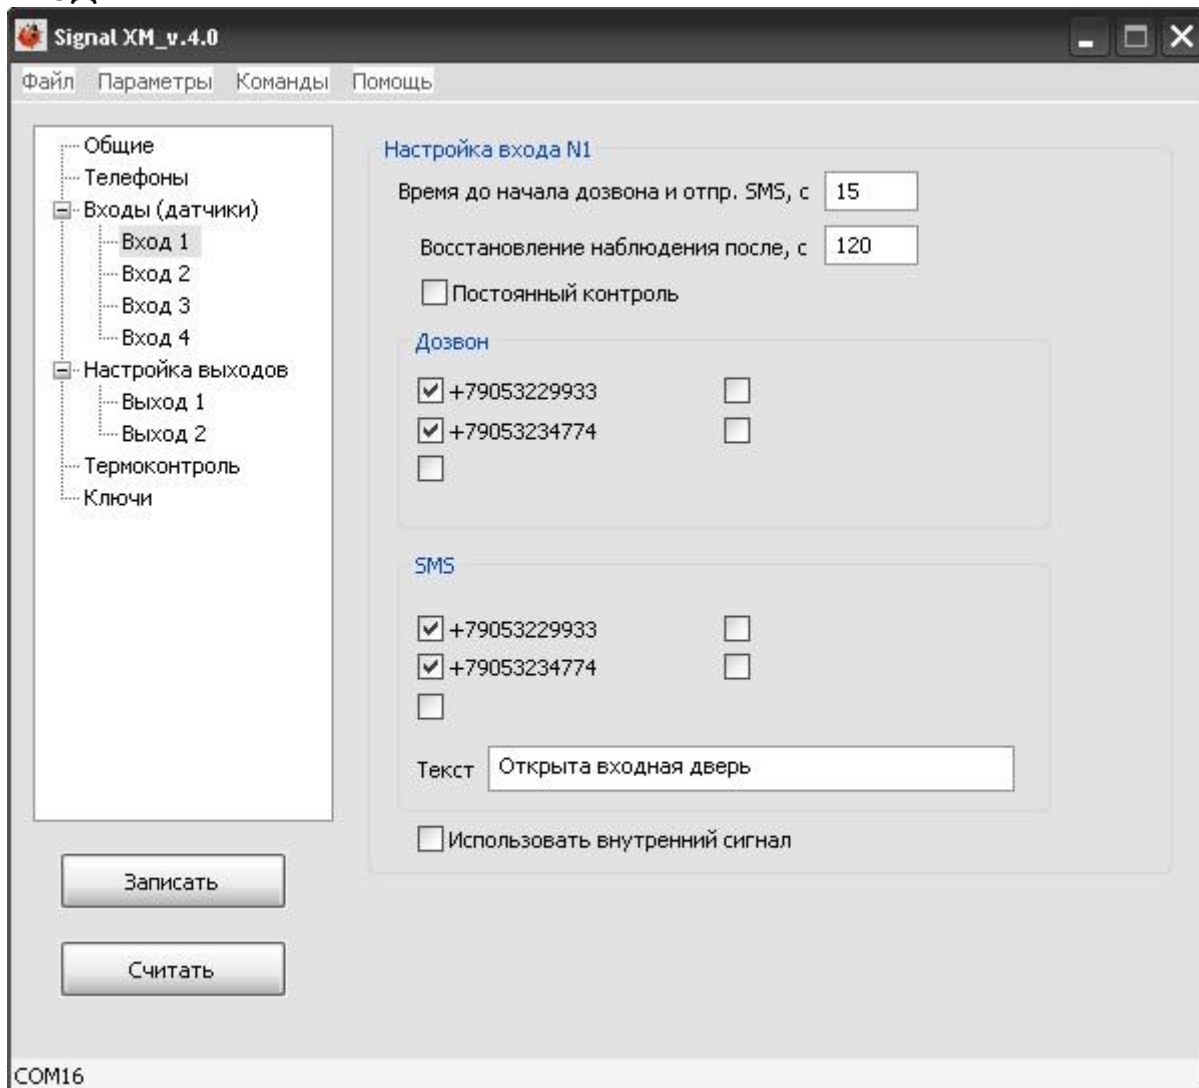 Signal XM_v.4.0
Файл Параметры Команды Помощь
Общие
Телефоны
Входы (датчики)
Вход 1
Вход 2
Вход 3
Вход 4
Настройка выходов
Выход 1
Выход 2
Термоконтроль
Ключи
Записать
Считать
Настройка входа N1
Время до начала дозвона и отпр. SMS, с 15
Восстановление наблюдения после, с 120
Постоянный контроль
Дозвон
+79053229933
+79053234774
SMS
+79053229933
+79053234774
Текст Открыта входная дверь
Использовать внутренний сигнал
COM16